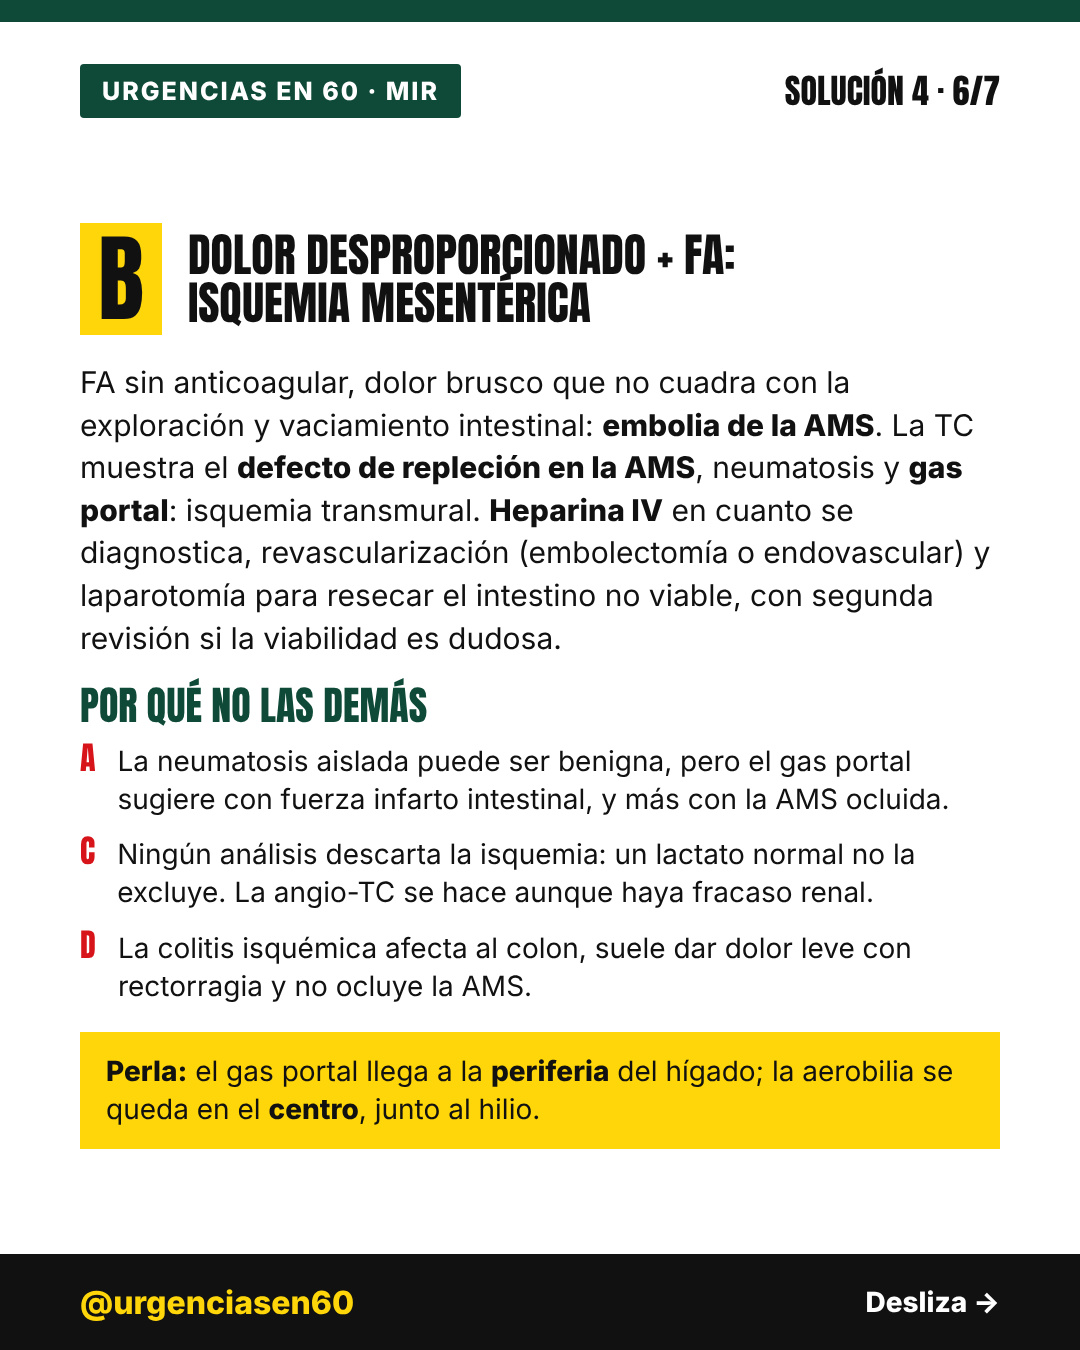 URGENCIAS EN 60 · MIR
SOLUCIÓN 4 · 6/7
B
DOLOR DESPROPORCIONADO + FA:
ISQUEMIA MESENTÉRICA
FA sin anticoagular, dolor brusco que no cuadra con la
exploración y vaciamiento intestinal: embolia de la AMS. La TC
muestra el defecto de repleción en la AMS, neumatosis y gas
portal: isquemia transmural. Heparina IV en cuanto se
diagnostica, revascularización (embolectomía o endovascular) y
laparotomía para resecar el intestino no viable, con segunda
revisión si la viabilidad es dudosa.
POR QUÉ NO LAS DEMÁS
A La neumatosis aislada puede ser benigna, pero el gas portal
sugiere con fuerza infarto intestinal, y más con la AMS ocluida.
C Ningún análisis descarta la isquemia: un lactato normal no la
excluye. La angio-TC se hace aunque haya fracaso renal.
D La colitis isquémica afecta al colon, suele dar dolor leve con
rectorragia y no ocluye la AMS.
Perla: el gas portal llega a la periferia del hígado; la aerobilia se
queda en el centro, junto al hilio.
@urgenciasen60
Desliza →